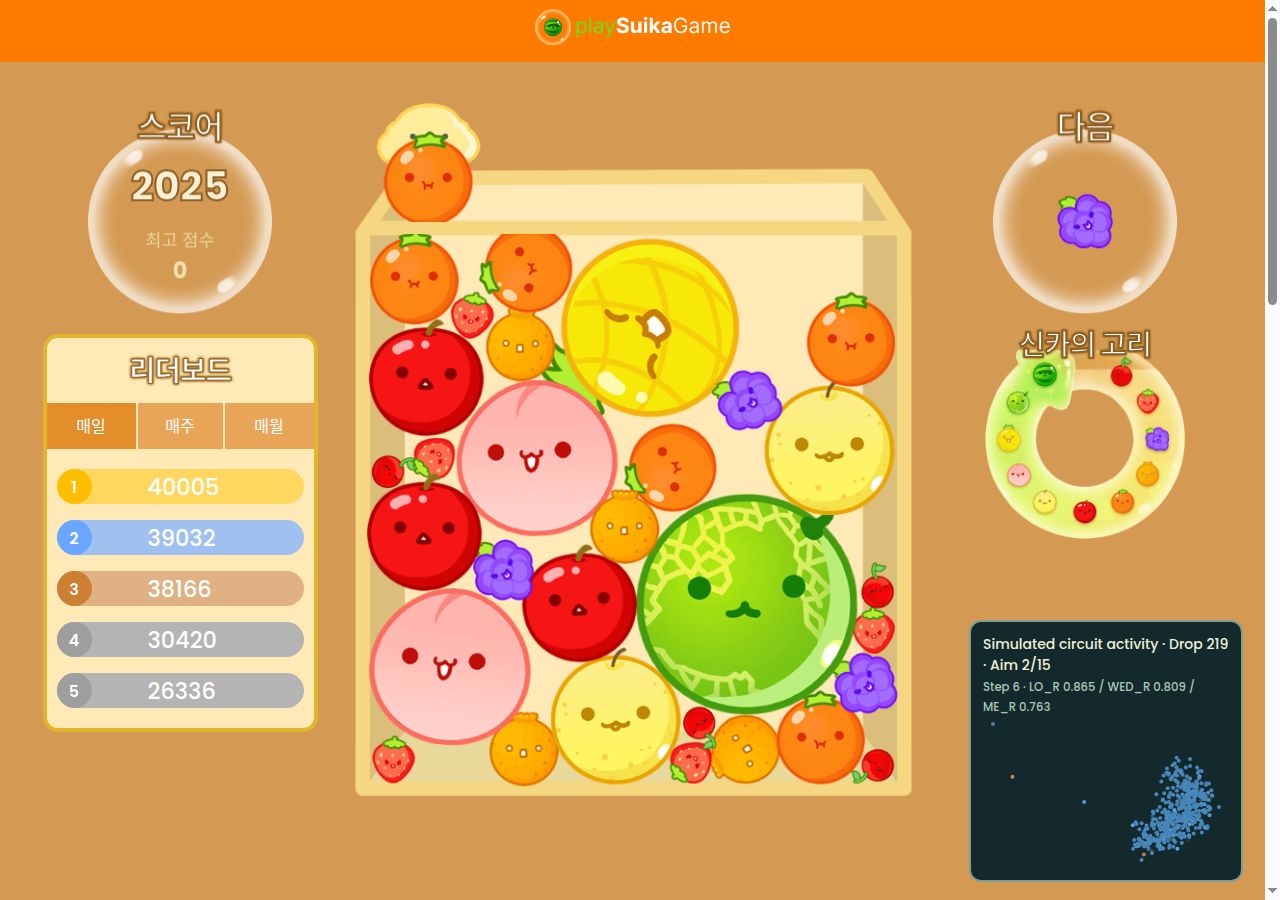 playSuikaGame
스코어
2025
최고 점수
0
다음
신카의 고리
리더보드
매일 매주 매월
1 40005
2 39032
3 38166
4 30420
5 26336
Simulated circuit activity · Drop 219
· Aim 2/15
Step 6 · LO_R 0.865 / WED_R 0.809 /
ME_R 0.763